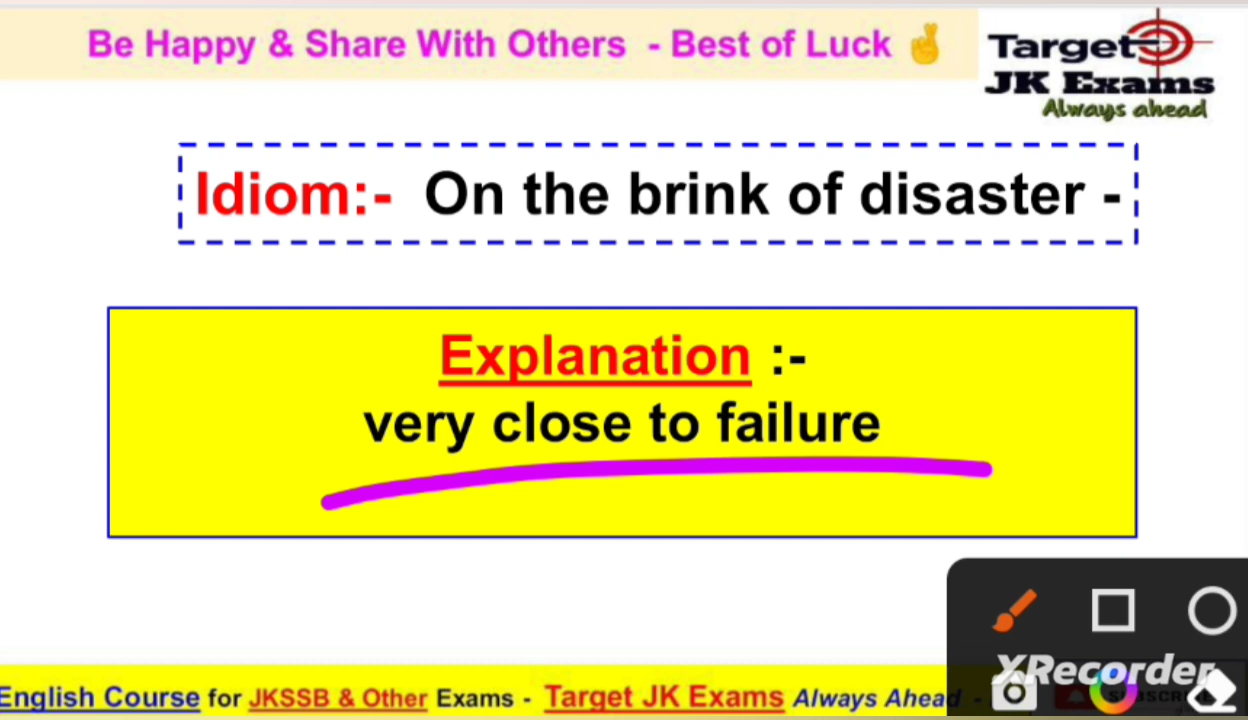 Be Happy & Share With Others - Best of Luck 🤞
Target
JK Exams
Always ahead
Idiom:- On the brink of disaster -
Explanation :-
very close to failure
XRecorder
English Course for JKSSB & Other Exams - Target JK Exams Always Ahead -